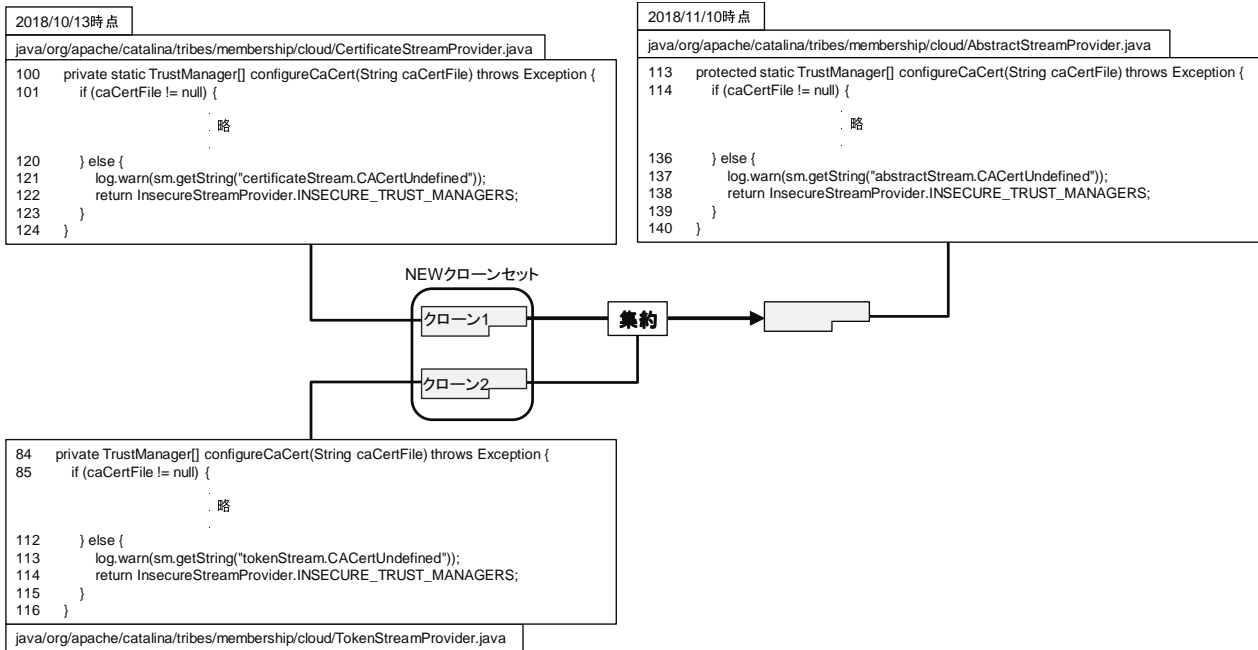 2018/10/13時点
java/org/apache/catalina/tribes/membership/cloud/CertificateStreamProvider.java
100 private static TrustManager[] configureCaCert(String caCertFile) throws Exception {
101 if (caCertFile != null) {
略
120 } else {
121 log.warn(sm.getString("certificateStream.CACertUndefined"));
122 return InsecureStreamProvider.INSECURE_TRUST_MANAGERS;
123 }
124 }
2018/11/10時点
java/org/apache/catalina/tribes/membership/cloud/AbstractStreamProvider.java
113 protected static TrustManager[] configureCaCert(String caCertFile) throws Exception {
114 if (caCertFile != null) {
略
136 } else {
137 log.warn(sm.getString("abstractStream.CACertUndefined"));
138 return InsecureStreamProvider.INSECURE_TRUST_MANAGERS;
139 }
140 }
NEWクローンセット
クローン1
集約
クローン2
84 private TrustManager[] configureCaCert(String caCertFile) throws Exception {
85 if (caCertFile != null) {
略
112 } else {
113 log.warn(sm.getString("tokenStream.CACertUndefined"));
114 return InsecureStreamProvider.INSECURE_TRUST_MANAGERS;
115 }
116 }
java/org/apache/catalina/tribes/membership/cloud/TokenStreamProvider.java